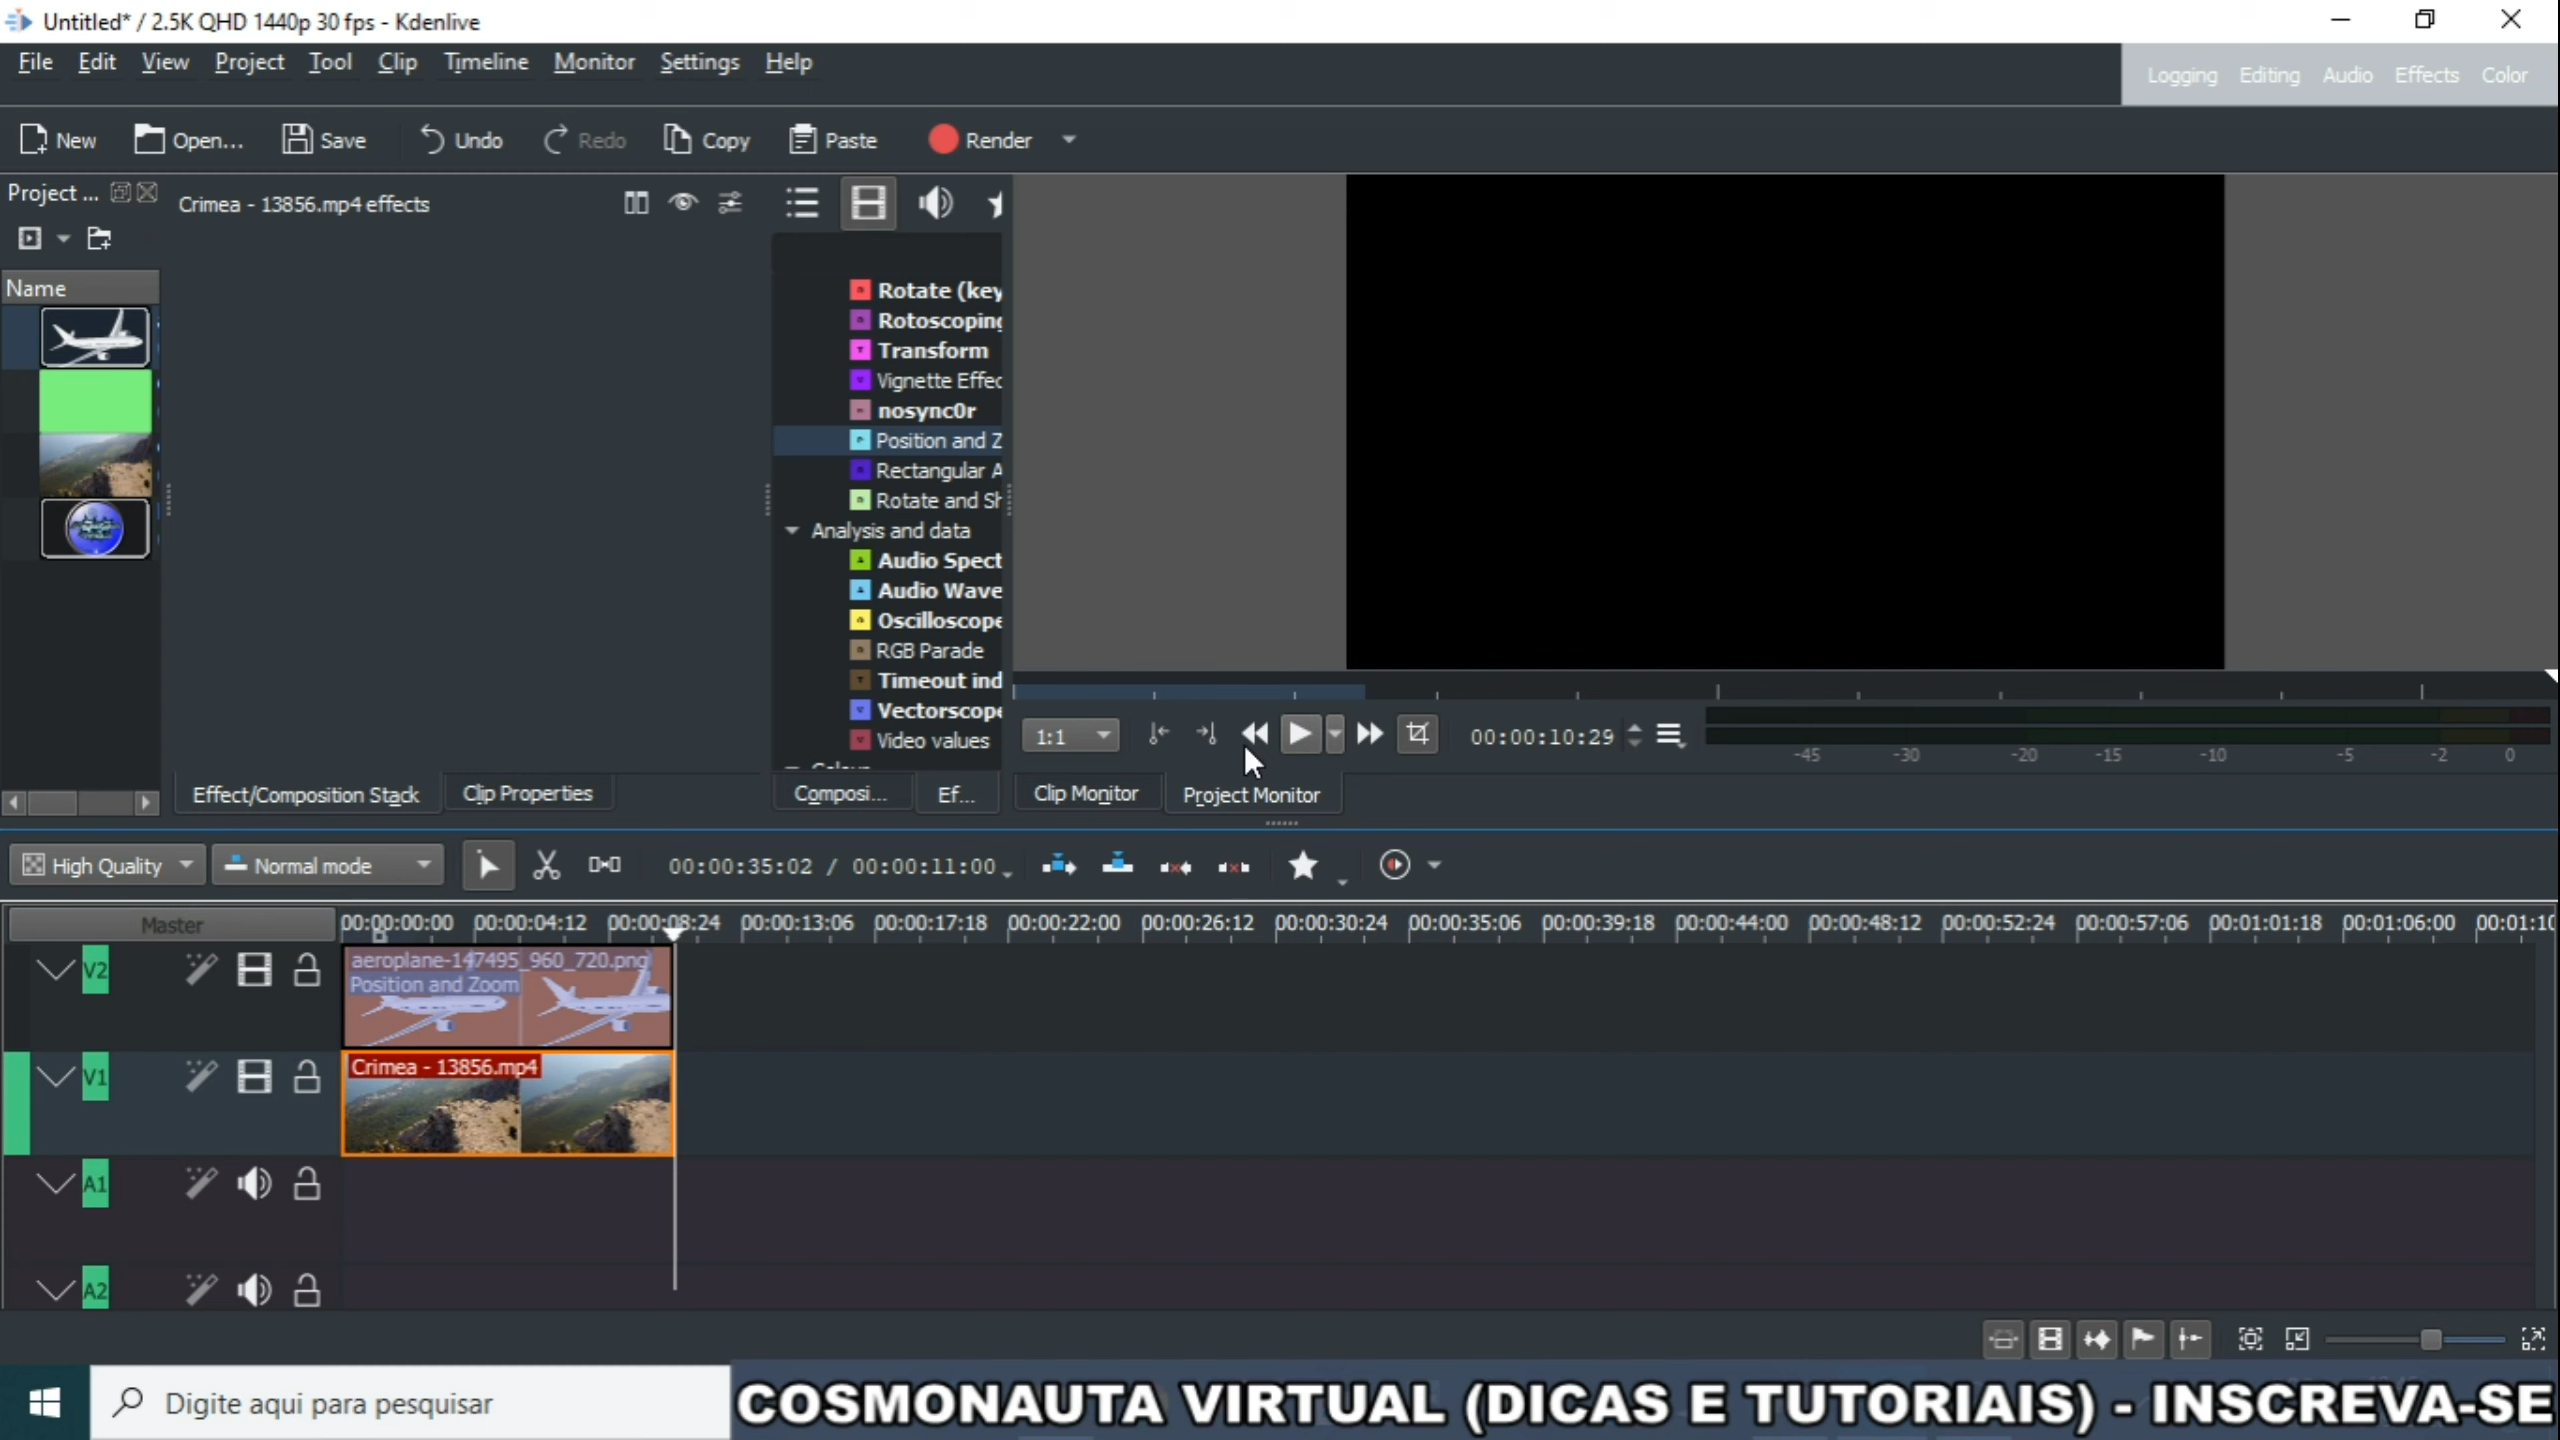 Untitled* / 2.5K QHD 1440p 30 fps - Kdenlive
File Edit View Project Tool Clip Timeline Monitor Settings Help
Logging Editing Audio Effects Color
New Open... Save Undo Redo Copy Paste Render
Project ...
Crimea - 13856.mp4 effects
Name
Rotate (key
Rotoscoping
Transform
Vignette Effec
nosync0r
Position and Z
Rectangular A
Rotate and Sh
Analysis and data
Audio Spect
Audio Wave
Oscilloscope
RGB Parade
Timeout ind
Vectorscope
Video values
1:1
00:00:10:29
-45 -30 -20 -15 -10 -5 -2 0
Effect/Composition Stack Clip Properties
Composi... Ef...
Clip Monitor Project Monitor
High Quality Normal mode 00:00:35:02 / 00:00:11:00
Master
00:00:00:00 00:00:04:12 00:00:08:24 00:00:13:06 00:00:17:18 00:00:22:00 00:00:26:12 00:00:30:24 00:00:35:06 00:00:39:18 00:00:44:00 00:00:48:12 00:00:52:24 00:00:57:06 00:01:01:18 00:01:06:00 00:01:10
V2
aeroplane-147495_960_720.png
Position and Zoom
V1
Crimea - 13856.mp4
A1
A2
Digite aqui para pesquisar
COSMONAUTA VIRTUAL (DICAS E TUTORIAIS) - INSCREVA-SE